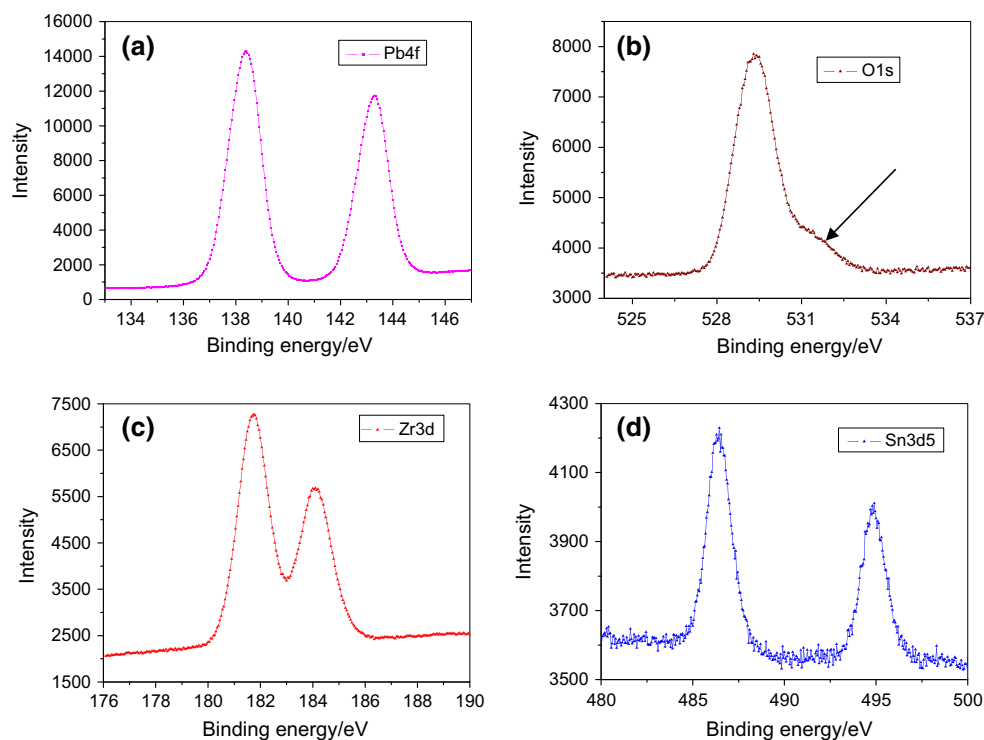 (a)
Pb4f
Intensity
16000
14000
12000
10000
8000
6000
4000
2000
0
134 136 138 140 142 144 146
Binding energy/eV
(b)
O1s
Intensity
8000
7000
6000
5000
4000
3000
525 528 531 534 537
Binding energy/eV
(c)
Zr3d
Intensity
7500
6500
5500
4500
3500
2500
1500
176 178 180 182 184 186 188 190
Binding energy/eV
(d)
Sn3d5
Intensity
4300
4100
3900
3700
3500
480 485 490 495 500
Binding energy/eV